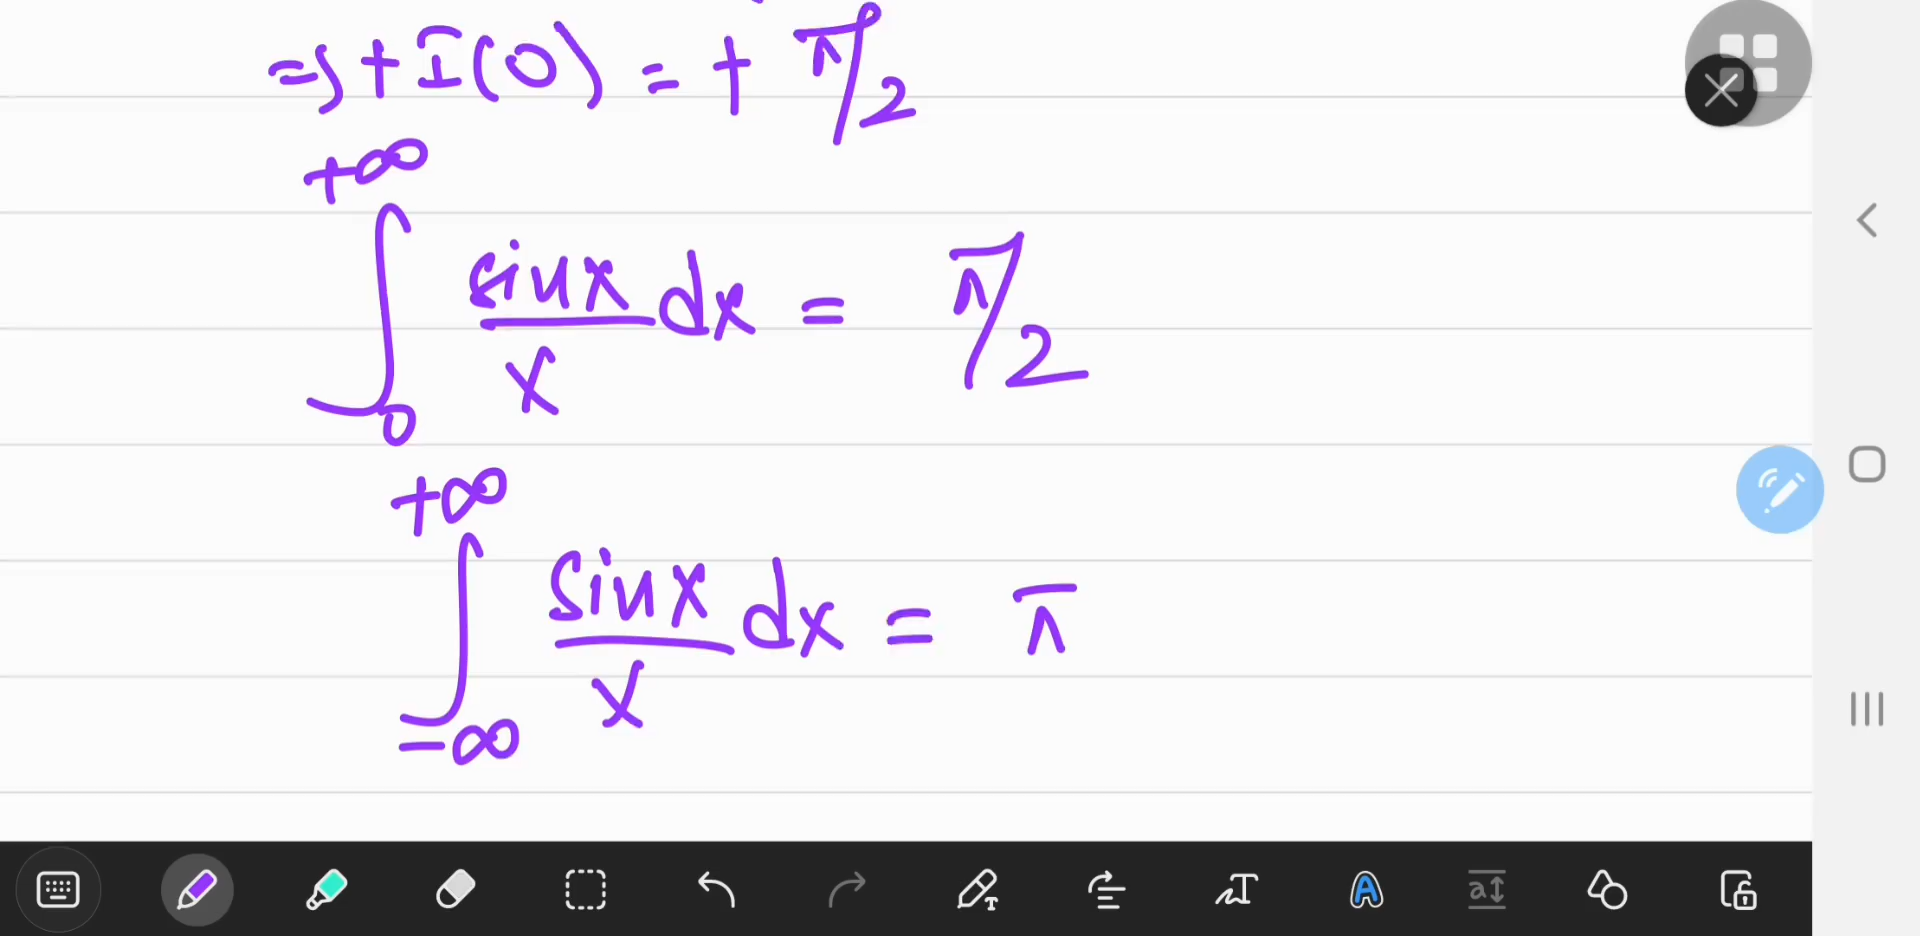 => + I(0) = + π/2
∫₀^{+∞} sinx/x dx = π/2
∫_{-∞}^{+∞} sinx/x dx = π